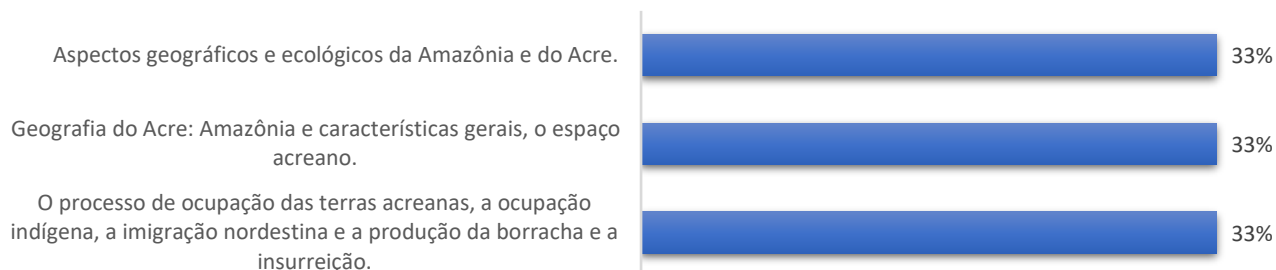 Aspectos geográficos e ecológicos da Amazônia e do Acre.
33%
Geografia do Acre: Amazônia e características gerais, o espaço
acreano.
33%
O processo de ocupação das terras acreanas, a ocupação
indígena, a imigração nordestina e a produção da borracha e a
insurreição.
33%